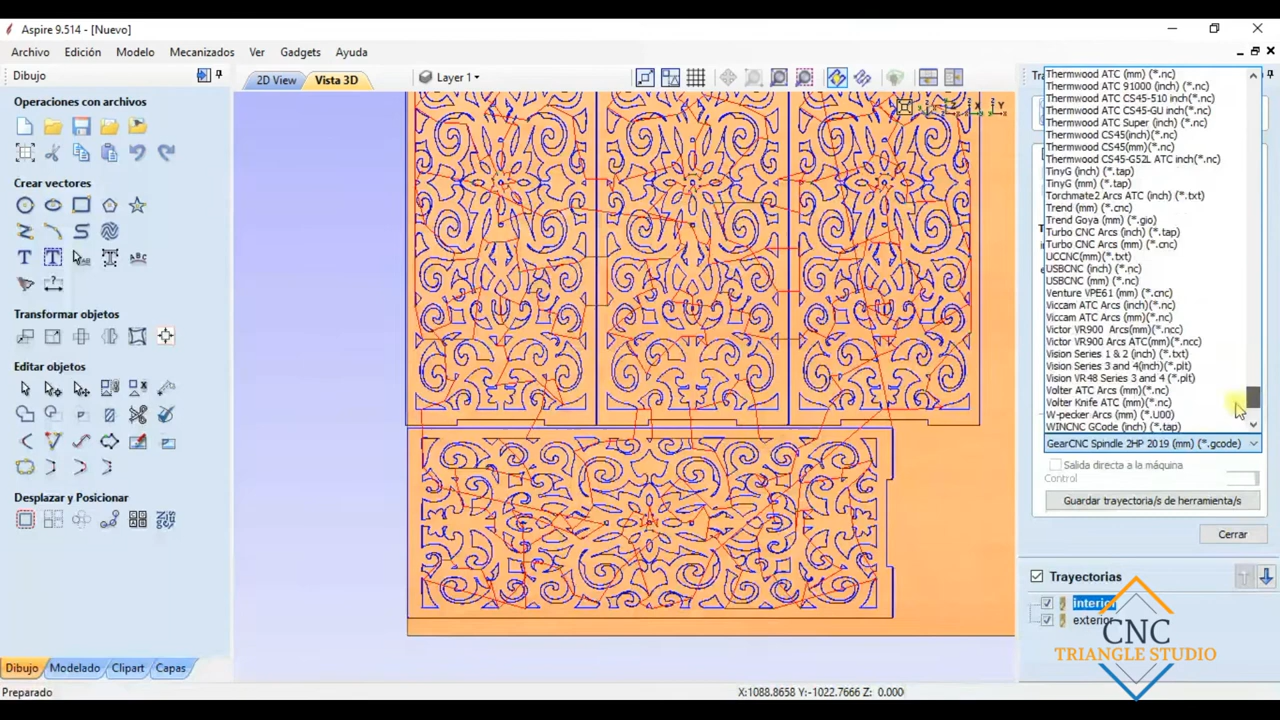 Aspire 9.514 - [Nuevo]
Archivo Edición Modelo Mecanizados Ver Gadgets Ayuda
Dibujo
2D View Vista 3D Layer 1
Operaciones con archivos
Crear vectores
Transformar objetos
Editar objetos
Desplazar y Posicionar
Dibujo Modelado Clipart Capas
Preparado
X:1088.8658 Y:-1022.7666 Z: 0.000
Thermwood ATC (mm) (*.nc)
Thermwood ATC 91000 (inch) (*.nc)
Thermwood ATC CS45-510 inch(*.nc)
Thermwood ATC CS45-GU inch(*.nc)
Thermwood ATC Super (inch) (*.nc)
Thermwood CS45(inch)(*.nc)
Thermwood CS45(mm)(*.nc)
Thermwood CS45-G52L ATC inch(*.nc)
TinyG (inch) (*.tap)
TinyG (mm) (*.tap)
Torchmate2 Arcs ATC (inch) (*.txt)
Trend (mm) (*.cnc)
Trend Goya (mm) (*.gio)
Turbo CNC Arcs (inch) (*.tap)
Turbo CNC Arcs (mm) (*.cnc)
UCCNC(mm)(*.txt)
USBCNC (inch) (*.nc)
USBCNC (mm) (*.nc)
Venture VPE61 (mm) (*.cnc)
Viccam ATC Arcs (inch) (*.nc)
Viccam ATC Arcs (mm) (*.nc)
Victor VR900 Arcs(mm)(*.ncc)
Victor VR900 Arcs ATC(mm)(*.ncc)
Vision Series 1 & 2 (inch) (*.txt)
Vision Series 3 and 4(inch) (*.plt)
Vision VR48 Series 3 and 4 (*.plt)
Volter ATC Arcs (mm)(*.nc)
Volter Knife ATC (mm)(*.nc)
W-pecker Arcs (mm) (*.U00)
WINCNC GCode (inch) (*.tap)
GearCNC Spindle 2HP 2019 (mm) (*.gcode)
Salida directa a la máquina
Control
Guardar trayectoria/s de herramienta/s
Cerrar
Trayectorias
interior
exterior
CNC
TRIANGLE STUDIO